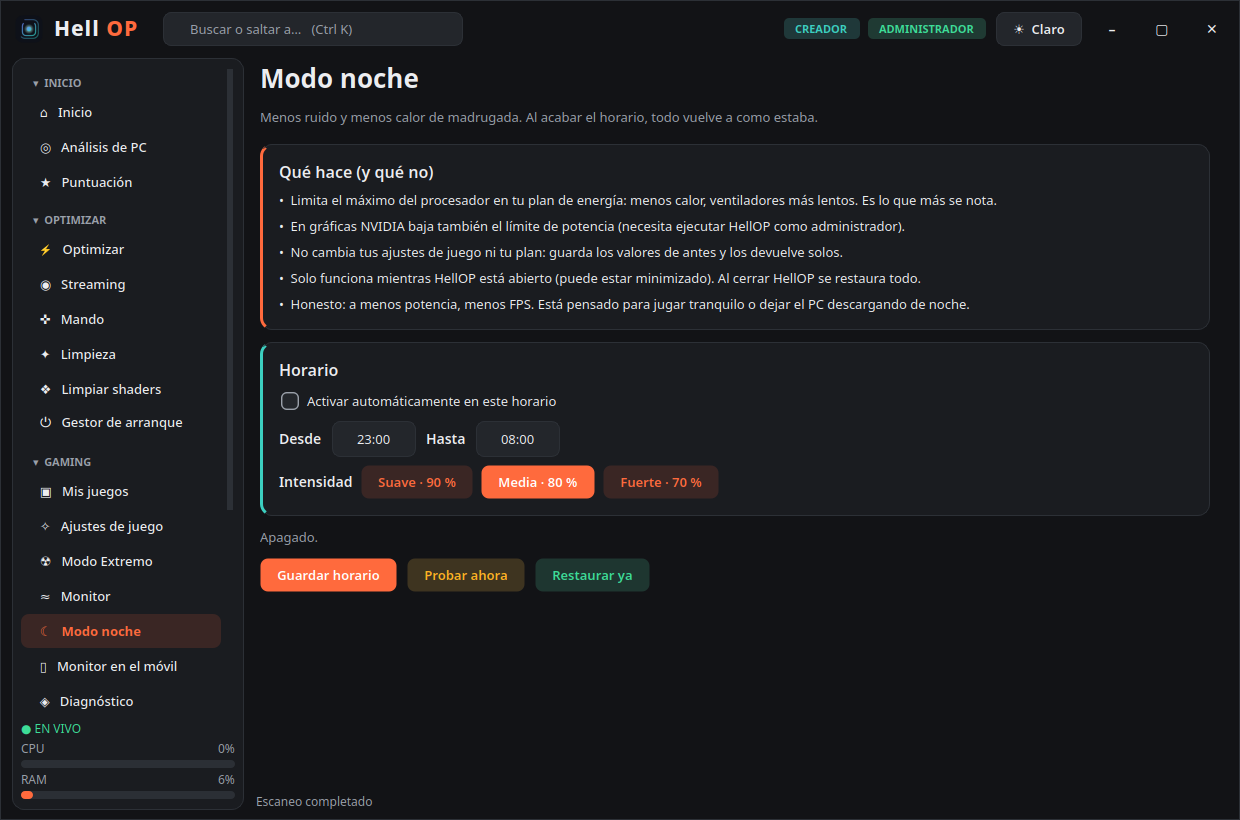 Hell OP
Buscar o saltar a... (Ctrl K)
CREADOR
ADMINISTRADOR
☀ Claro
▾ INICIO
⌂ Inicio
◎ Análisis de PC
★ Puntuación
▾ OPTIMIZAR
⚡ Optimizar
◉ Streaming
✜ Mando
✦ Limpieza
❖ Limpiar shaders
⏻ Gestor de arranque
▾ GAMING
▣ Mis juegos
✧ Ajustes de juego
☢ Modo Extremo
≈ Monitor
☾ Modo noche
▯ Monitor en el móvil
◈ Diagnóstico
● EN VIVO
CPU 0%
RAM 6%
Modo noche
Menos ruido y menos calor de madrugada. Al acabar el horario, todo vuelve a como estaba.
Qué hace (y qué no)
• Limita el máximo del procesador en tu plan de energía: menos calor, ventiladores más lentos. Es lo que más se nota.
• En gráficas NVIDIA baja también el límite de potencia (necesita ejecutar HellOP como administrador).
• No cambia tus ajustes de juego ni tu plan: guarda los valores de antes y los devuelve solos.
• Solo funciona mientras HellOP está abierto (puede estar minimizado). Al cerrar HellOP se restaura todo.
• Honesto: a menos potencia, menos FPS. Está pensado para jugar tranquilo o dejar el PC descargando de noche.
Horario
Activar automáticamente en este horario
Desde 23:00 Hasta 08:00
Intensidad Suave · 90 % Media · 80 % Fuerte · 70 %
Apagado.
Guardar horario Probar ahora Restaurar ya
Escaneo completado